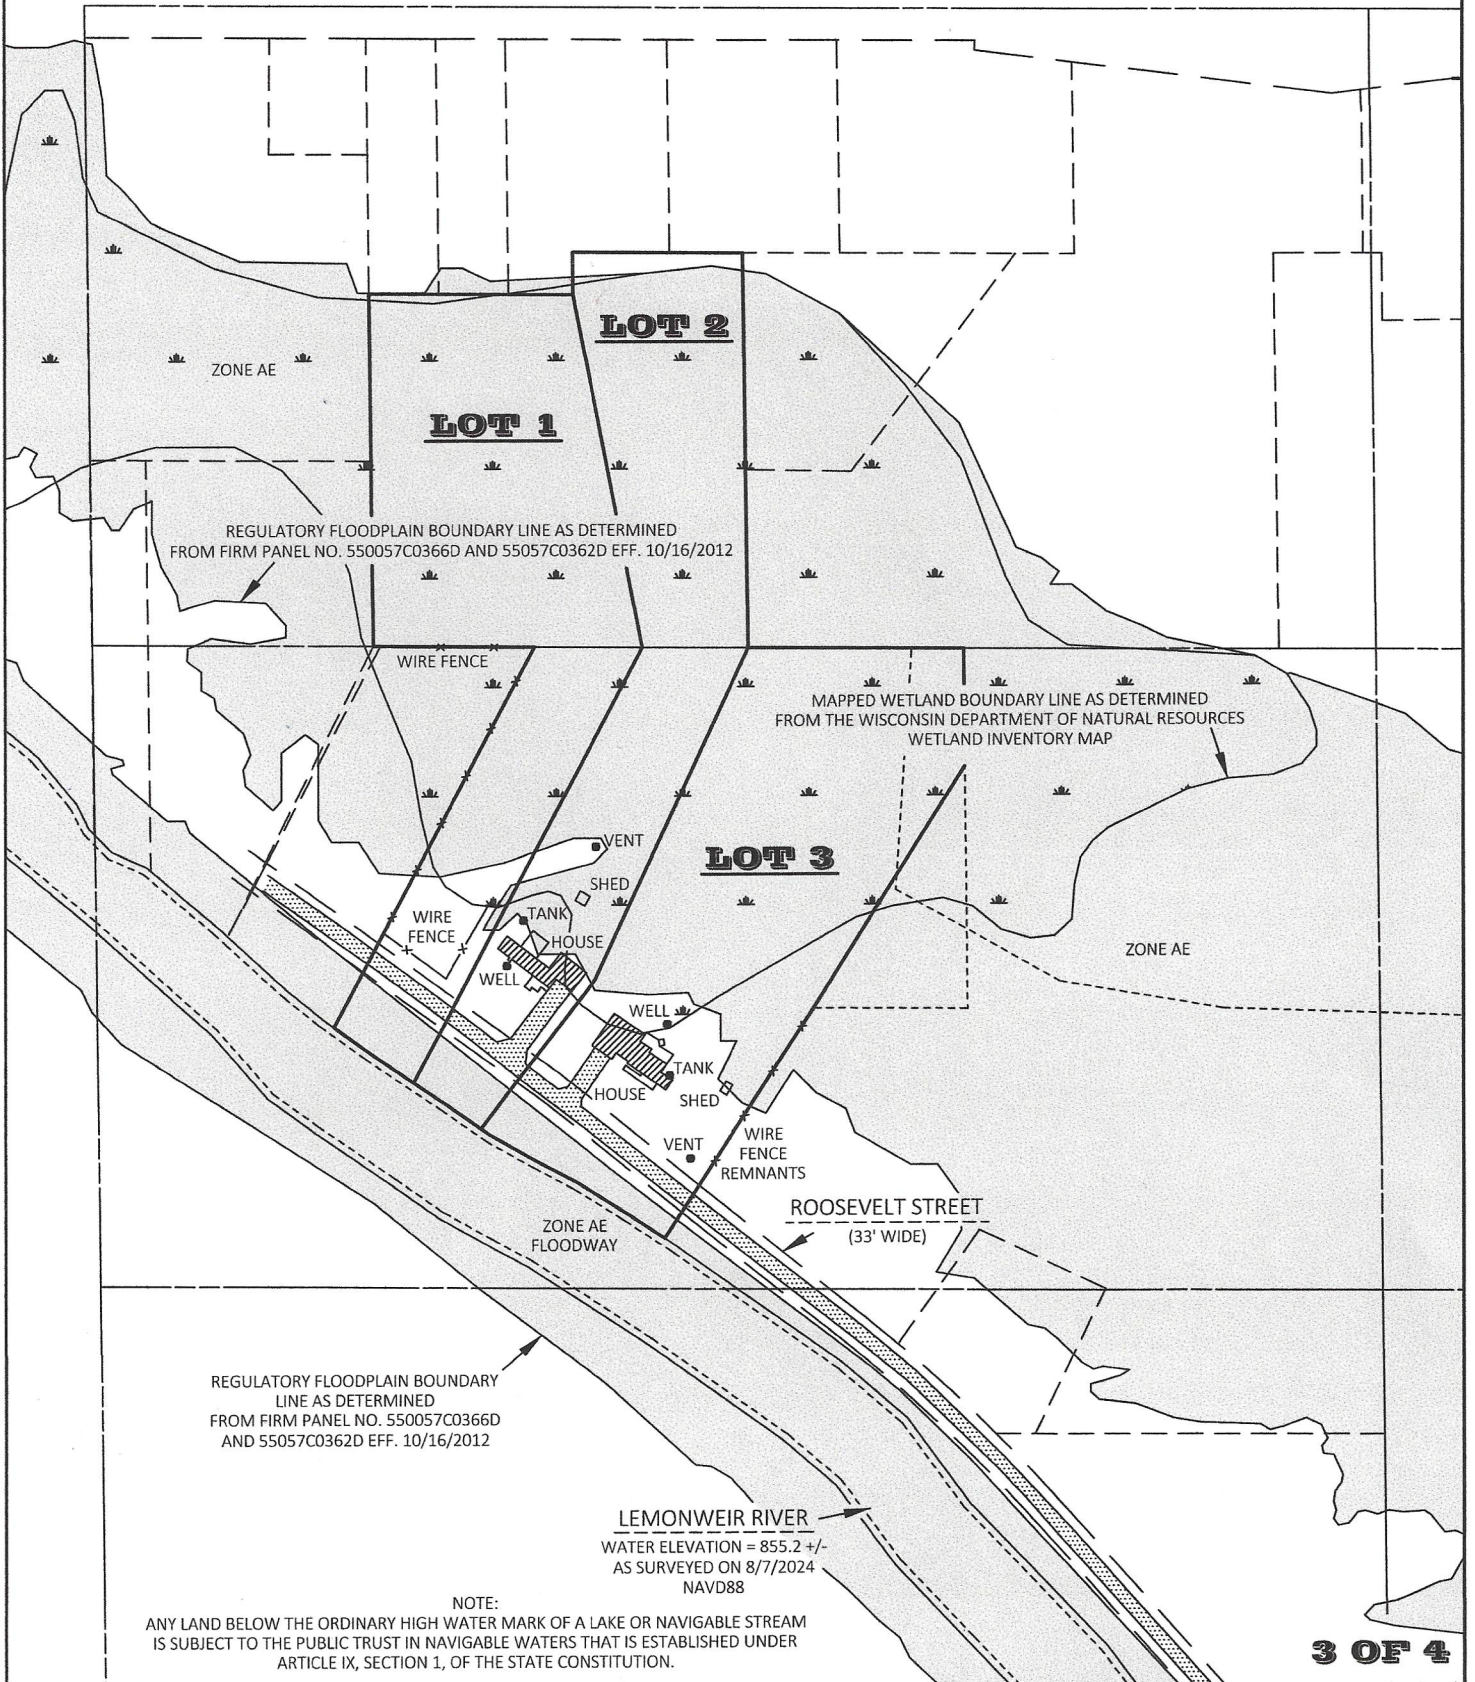 LOT 2
ZONE AE
LOT 1
REGULATORY FLOODPLAIN BOUNDARY LINE AS DETERMINED
FROM FIRM PANEL NO. 550057C0366D AND 55057C0362D EFF. 10/16/2012
WIRE FENCE
MAPPED WETLAND BOUNDARY LINE AS DETERMINED
FROM THE WISCONSIN DEPARTMENT OF NATURAL RESOURCES
WETLAND INVENTORY MAP
VENT
LOT 3
SHED
WIRE
FENCE
TANK
HOUSE
ZONE AE
WELL
WELL
TANK
HOUSE
SHED
VENT
WIRE
FENCE
REMNANTS
ROOSEVELT STREET
(33' WIDE)
ZONE AE
FLOODWAY
REGULATORY FLOODPLAIN BOUNDARY
LINE AS DETERMINED
FROM FIRM PANEL NO. 550057C0366D
AND 55057C0362D EFF. 10/16/2012
LEMONWEIR RIVER
WATER ELEVATION = 855.2 +/-
AS SURVEYED ON 8/7/2024
NAVD88
NOTE:
ANY LAND BELOW THE ORDINARY HIGH WATER MARK OF A LAKE OR NAVIGABLE STREAM
IS SUBJECT TO THE PUBLIC TRUST IN NAVIGABLE WATERS THAT IS ESTABLISHED UNDER
ARTICLE IX, SECTION 1, OF THE STATE CONSTITUTION.
3 OF 4